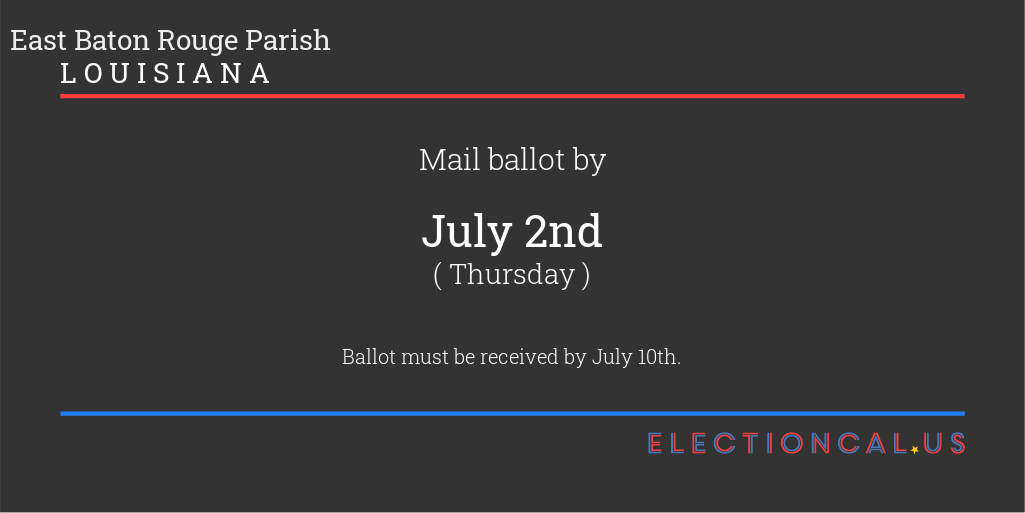 East Baton Rouge Parish
LOUISIANA
Mail ballot by
July 2nd
( Thursday )
Ballot must be received by July 10th.
ELECTIONCAL.US